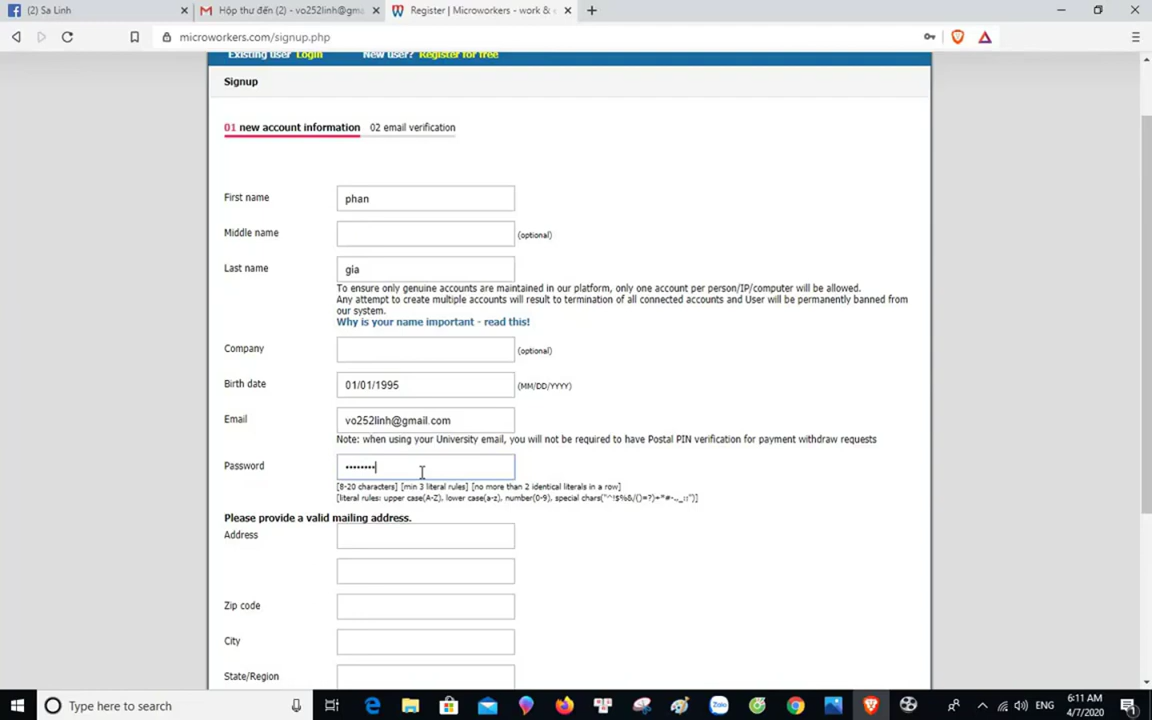 (2) Sa Linh
Hộp thư đến (2) - vo252linh@gma
Register | Microworkers - work & e
microworkers.com/signup.php
Existing user Login New user? Register for free
Signup
01 new account information 02 email verification
First name phan
Middle name (optional)
Last name gia
To ensure only genuine accounts are maintained in our platform, only one account per person/IP/computer will be allowed.
Any attempt to create multiple accounts will result to termination of all connected accounts and User will be permanently banned from
our system.
Why is your name important - read this!
Company (optional)
Birth date 01/01/1995 (MM/DD/YYYY)
Email vo252linh@gmail.com
Note: when using your University email, you will not be required to have Postal PIN verification for payment withdraw requests
Password ••••••••
[8-20 characters] [min 3 literal rules] [no more than 2 identical literals in a row]
[literal rules: upper case(A-Z), lower case(a-z), number(0-9), special chars("^!$%&/()=?)+*#-.,_;:")]
Please provide a valid mailing address.
Address
Zip code
City
State/Region
Type here to search
Zalo
ENG
6:11 AM
4/7/2020